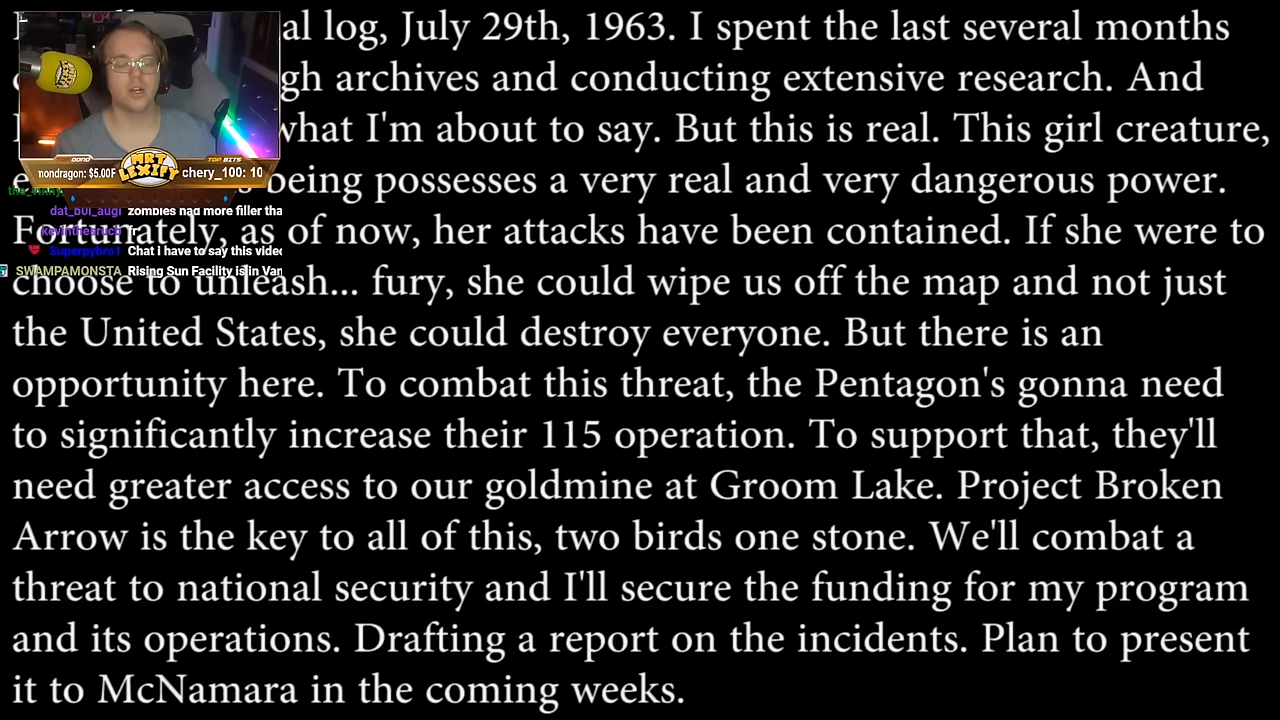 al log, July 29th, 1963. I spent the last several months
gh archives and conducting extensive research. And
what I'm about to say. But this is real. This girl creature,
being possesses a very real and very dangerous power.
Fortunately, as of now, her attacks have been contained. If she were to
choose to unleash... fury, she could wipe us off the map and not just
the United States, she could destroy everyone. But there is an
opportunity here. To combat this threat, the Pentagon's gonna need
to significantly increase their 115 operation. To support that, they'll
need greater access to our goldmine at Groom Lake. Project Broken
Arrow is the key to all of this, two birds one stone. We'll combat a
threat to national security and I'll secure the funding for my program
and its operations. Drafting a report on the incidents. Plan to present
it to McNamara in the coming weeks.
TOP BITS
nondragon: $5.00
MRT LEXIFY
chery_100: 10
dat_boi_augi zombies had more filler tha
fr
Superpybro1 Chat I have to say this vide
SWAMPAMONSTA Rising Sun Facility is in Van